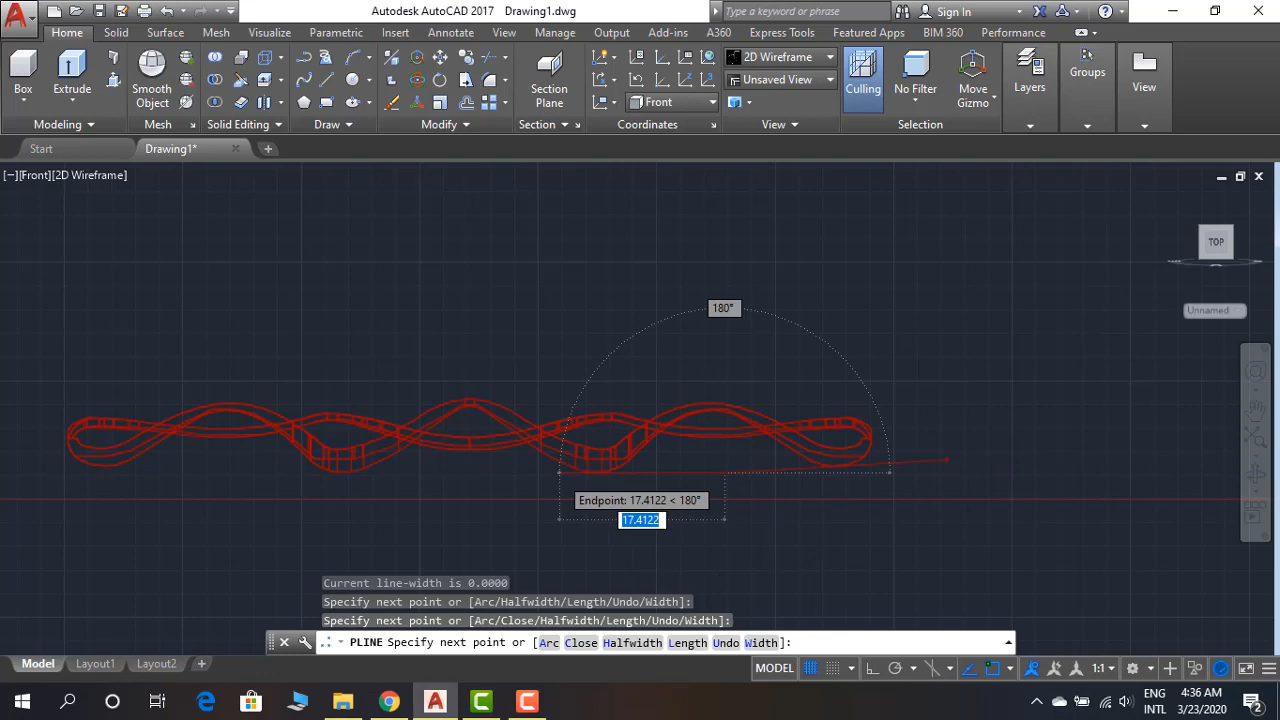 Autodesk AutoCAD 2017 Drawing1.dwg
Type a keyword or phrase
Sign In
Home Solid Surface Mesh Visualize Parametric Insert Annotate View Manage Output Add-ins A360 Express Tools Featured Apps BIM 360 Performance
Box
Extrude
Smooth
Object
Section
Plane
Front
2D Wireframe
Unsaved View
Culling
No Filter
Move
Gizmo
Layers
Groups
View
Modeling Mesh Solid Editing Draw Modify Section Coordinates View Selection
Start
Drawing1*
[−][Front][2D Wireframe]
TOP
Unnamed
180°
Endpoint: 17.4122 < 180°
17.4122
Current line-width is 0.0000
Specify next point or [Arc/Halfwidth/Length/Undo/Width]:
Specify next point or [Arc/Close/Halfwidth/Length/Undo/Width]:
PLINE Specify next point or [Arc Close Halfwidth Length Undo Width]:
Model Layout1 Layout2
MODEL
1:1
ENG
INTL
4:36 AM
3/23/2020
2